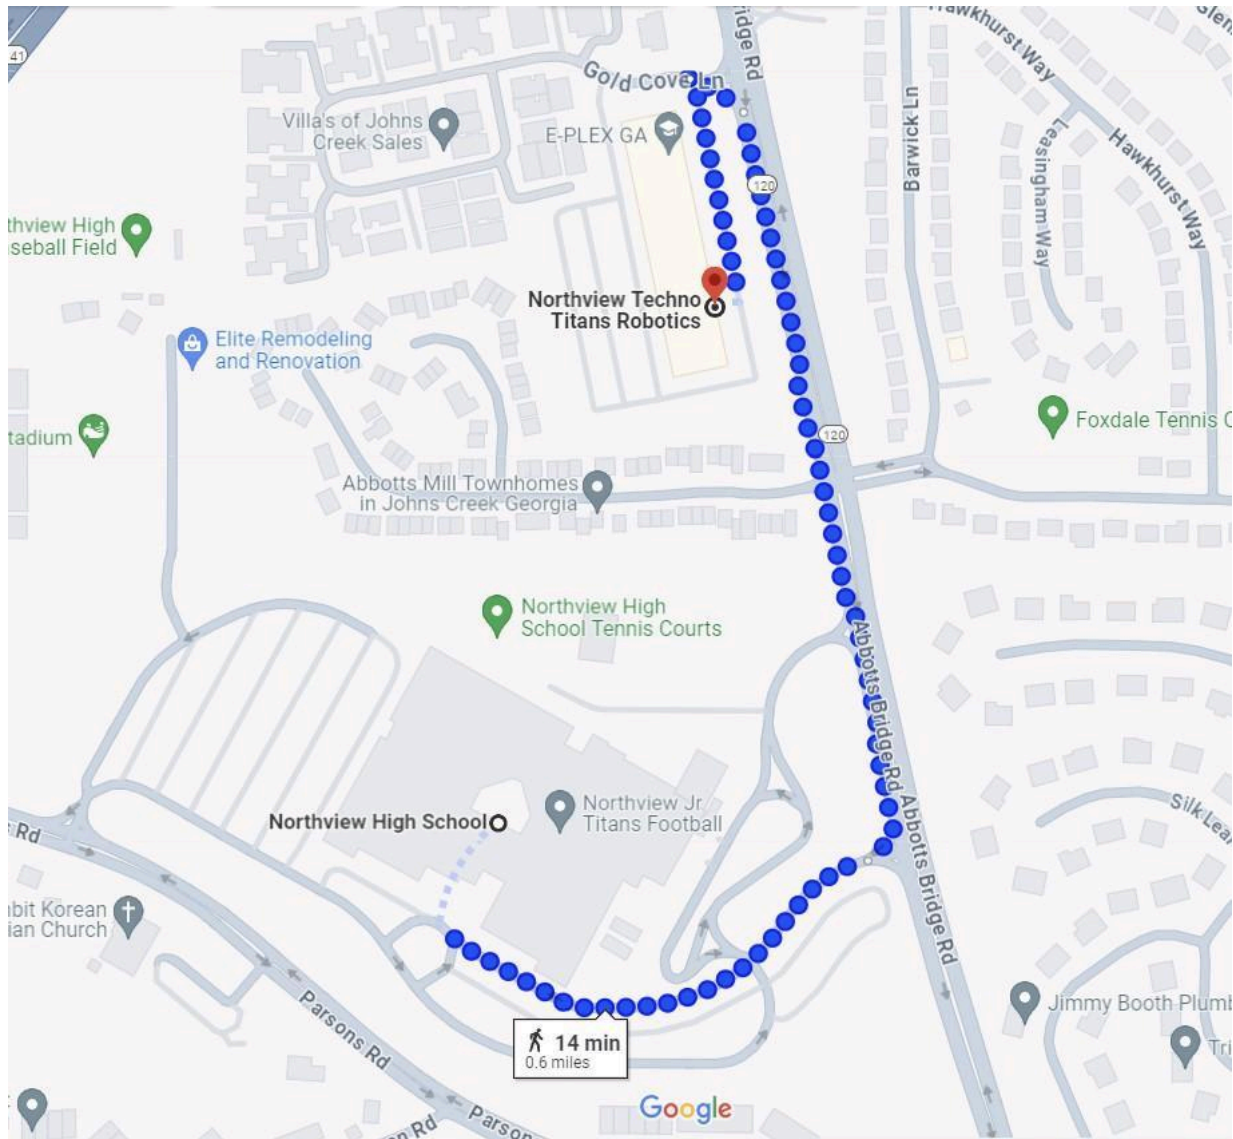 41
idge Rd
Hawkhurst Way
Glen
Gold Cove Ln
Villa's of Johns
Creek Sales
E-PLEX GA
Barwick Ln
Leasingham Way
Hawkhurst Way
120
thview High
seball Field
Northview Techno
Titans Robotics
Elite Remodeling
and Renovation
tadium
Foxdale Tennis C
120
Abbotts Mill Townhomes
in Johns Creek Georgia
Northview High
School Tennis Courts
Abbotts Bridge Rd
Northview High School
Northview Jr
Titans Football
Abbotts Bridge Rd
Silk Lea
s Rd
bit Korean
ian Church
Parsons Rd
14 min
0.6 miles
Jimmy Booth Plumb
Tri
Google
Parson
on Rd